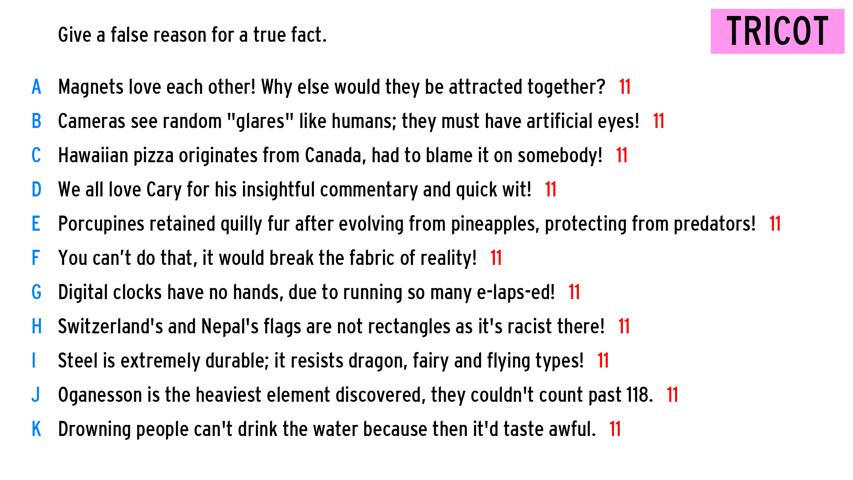 Give a false reason for a true fact.
TRICOT
A Magnets love each other! Why else would they be attracted together? 11
B Cameras see random "glares" like humans; they must have artificial eyes! 11
C Hawaiian pizza originates from Canada, had to blame it on somebody! 11
D We all love Cary for his insightful commentary and quick wit! 11
E Porcupines retained quilly fur after evolving from pineapples, protecting from predators! 11
F You can't do that, it would break the fabric of reality! 11
G Digital clocks have no hands, due to running so many e-laps-ed! 11
H Switzerland's and Nepal's flags are not rectangles as it's racist there! 11
I Steel is extremely durable; it resists dragon, fairy and flying types! 11
J Oganesson is the heaviest element discovered, they couldn't count past 118. 11
K Drowning people can't drink the water because then it'd taste awful. 11